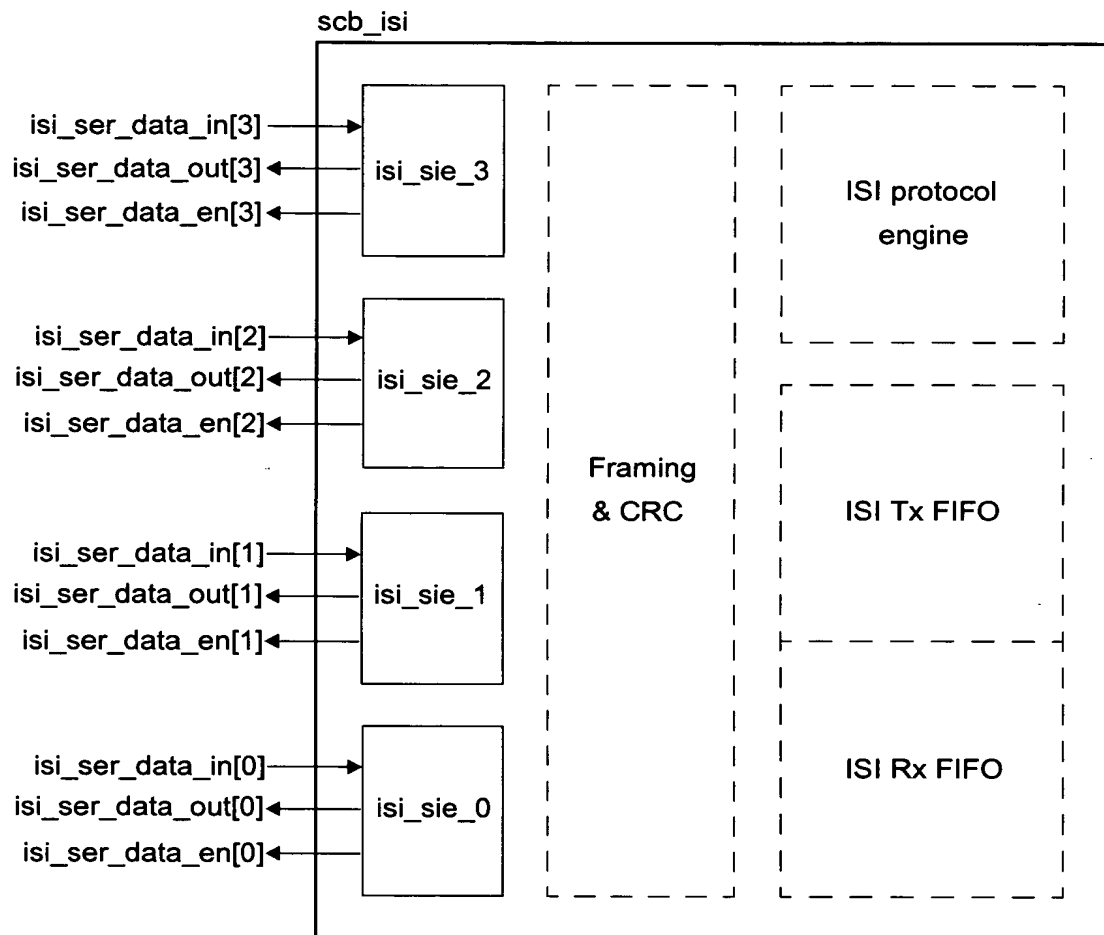 scb_isi
isi_ser_data_in[3]
isi_ser_data_out[3]
isi_ser_data_en[3]
isi_sie_3
isi_ser_data_in[2]
isi_ser_data_out[2]
isi_ser_data_en[2]
isi_sie_2
isi_ser_data_in[1]
isi_ser_data_out[1]
isi_ser_data_en[1]
isi_sie_1
isi_ser_data_in[0]
isi_ser_data_out[0]
isi_ser_data_en[0]
isi_sie_0
Framing
& CRC
ISI protocol
engine
ISI Tx FIFO
ISI Rx FIFO